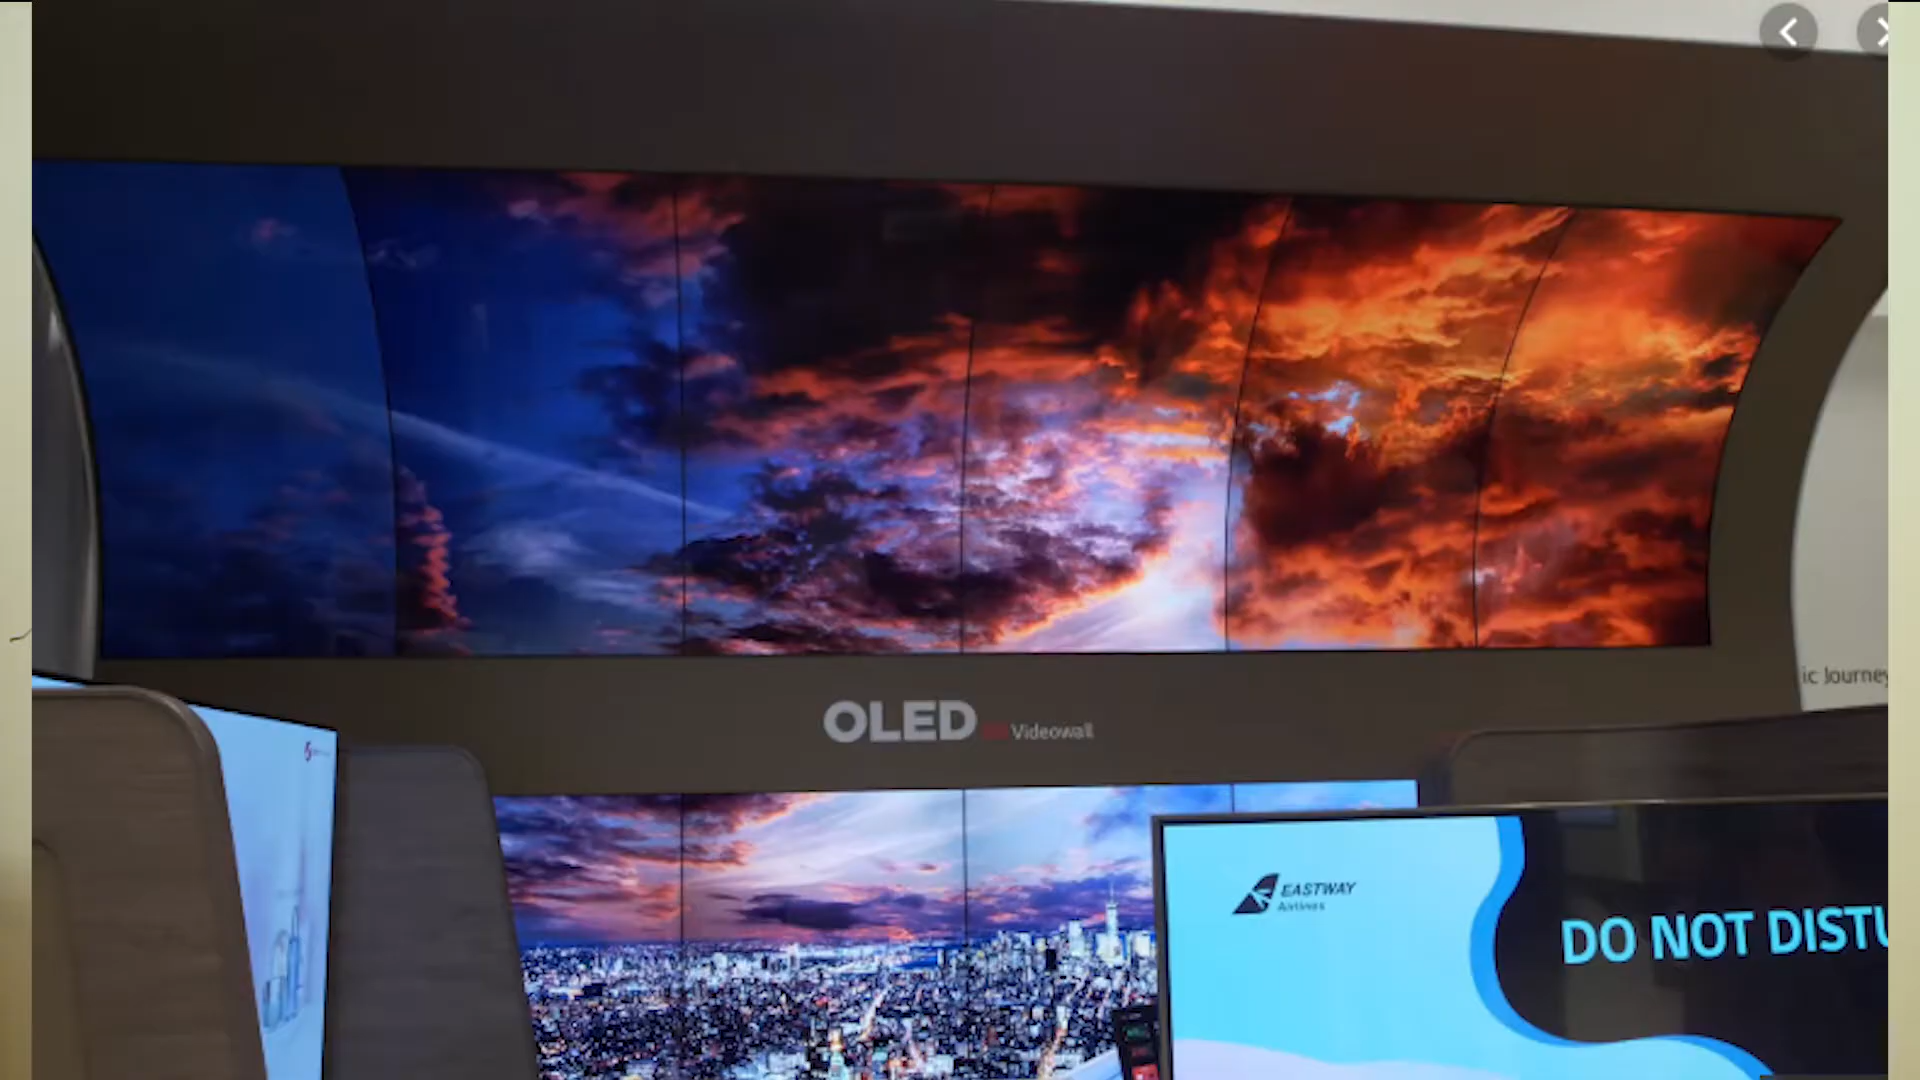 ic Journey
OLED Videowall
EASTWAY
Airlines
DO NOT DISTU